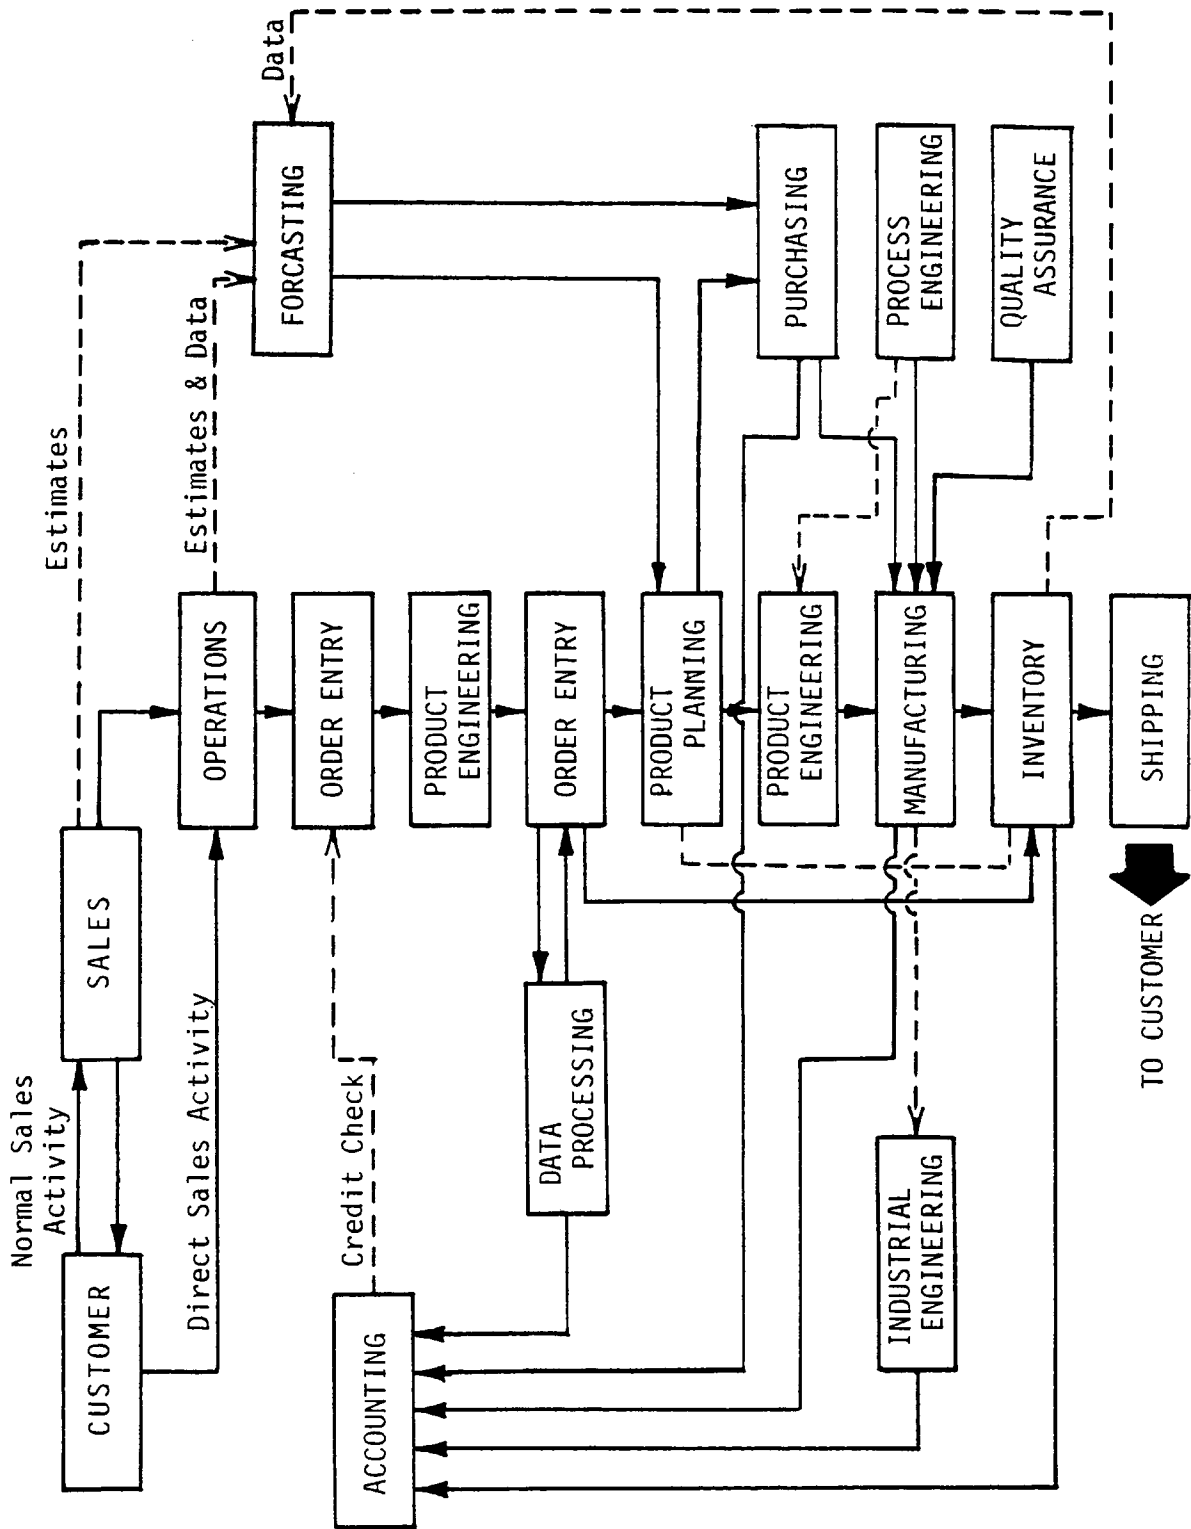 Normal Sales
Activity
CUSTOMER
SALES
Estimates
Direct Sales Activity
OPERATIONS
Estimates & Data
FORCASTING
Data
ACCOUNTING
Credit Check
ORDER ENTRY
PRODUCT
ENGINEERING
DATA
PROCESSING
ORDER ENTRY
PRODUCT
PLANNING
PURCHASING
PRODUCT
ENGINEERING
PROCESS
ENGINEERING
INDUSTRIAL
ENGINEERING
MANUFACTURING
QUALITY
ASSURANCE
INVENTORY
TO CUSTOMER
SHIPPING